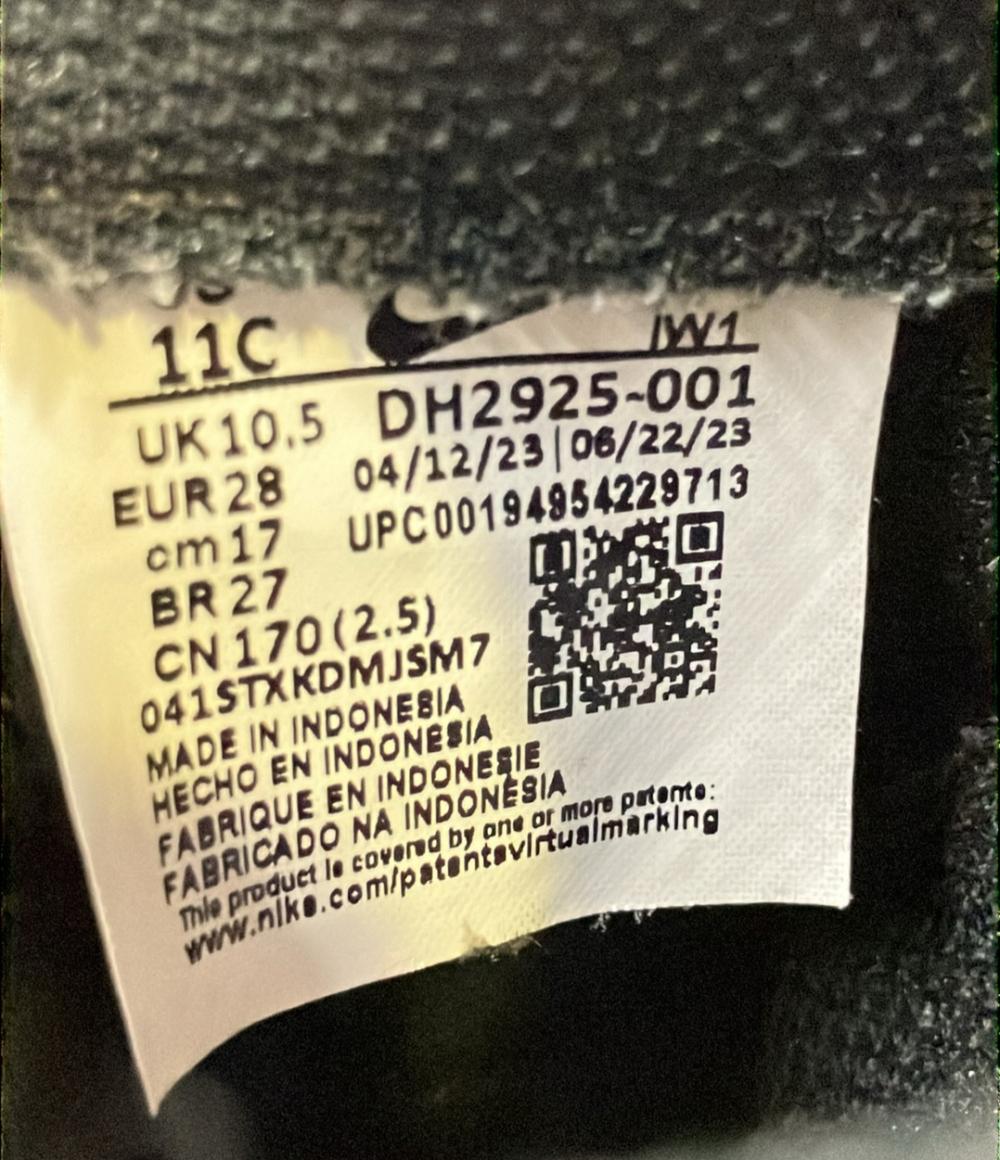 11C
IW1
UK 10.5
DH2925-001
EUR 28
04/12/23 | 06/22/23
cm 17
UPC00194954229713
BR 27
CN 170 (2.5)
041STXKDMJSM7
MADE IN INDONESIA
HECHO EN INDONESIA
FABRIQUE EN INDONESIE
FABRICADO NA INDONÉSIA
This product is covered by one or more patents:
www.nike.com/patentsvirtualmarking